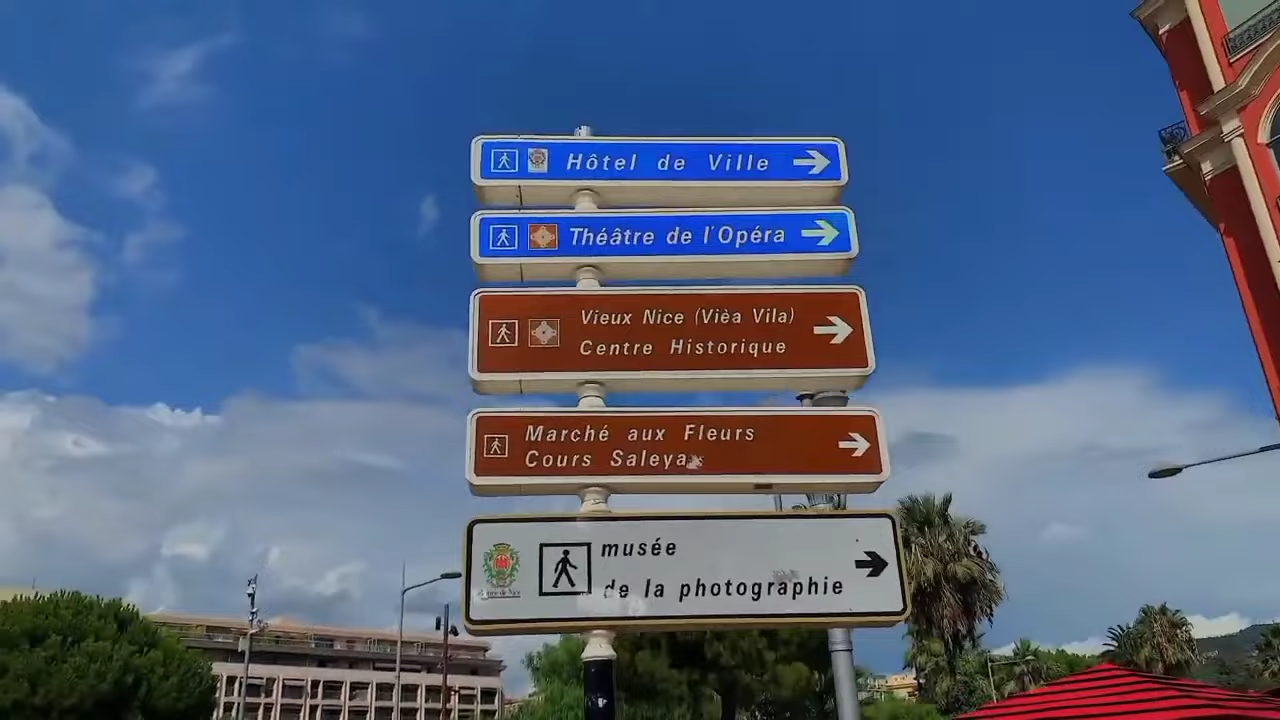 Hôtel de Ville
Théâtre de l'Opéra
Vieux Nice (Vièa Vila)
Centre Historique
Marché aux Fleurs
Cours Saleya
musée
de la photographie